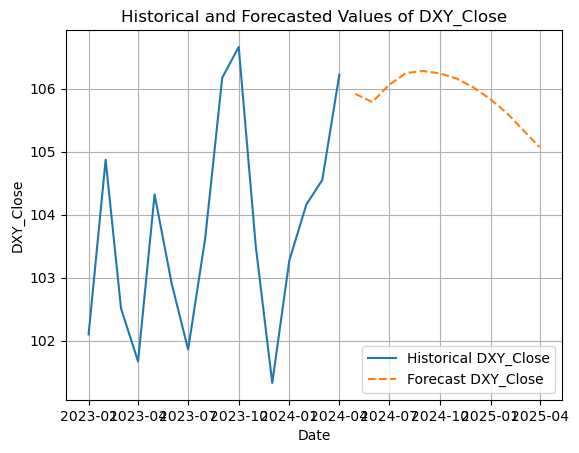 Historical and Forecasted Values of DXY_Close
DXY_Close
106
105
104
103
102
Historical DXY_Close
Forecast DXY_Close
2023-01 2023-04 2023-07 2023-10 2024-01 2024-04 2024-07 2024-10 2025-01 2025-04
Date